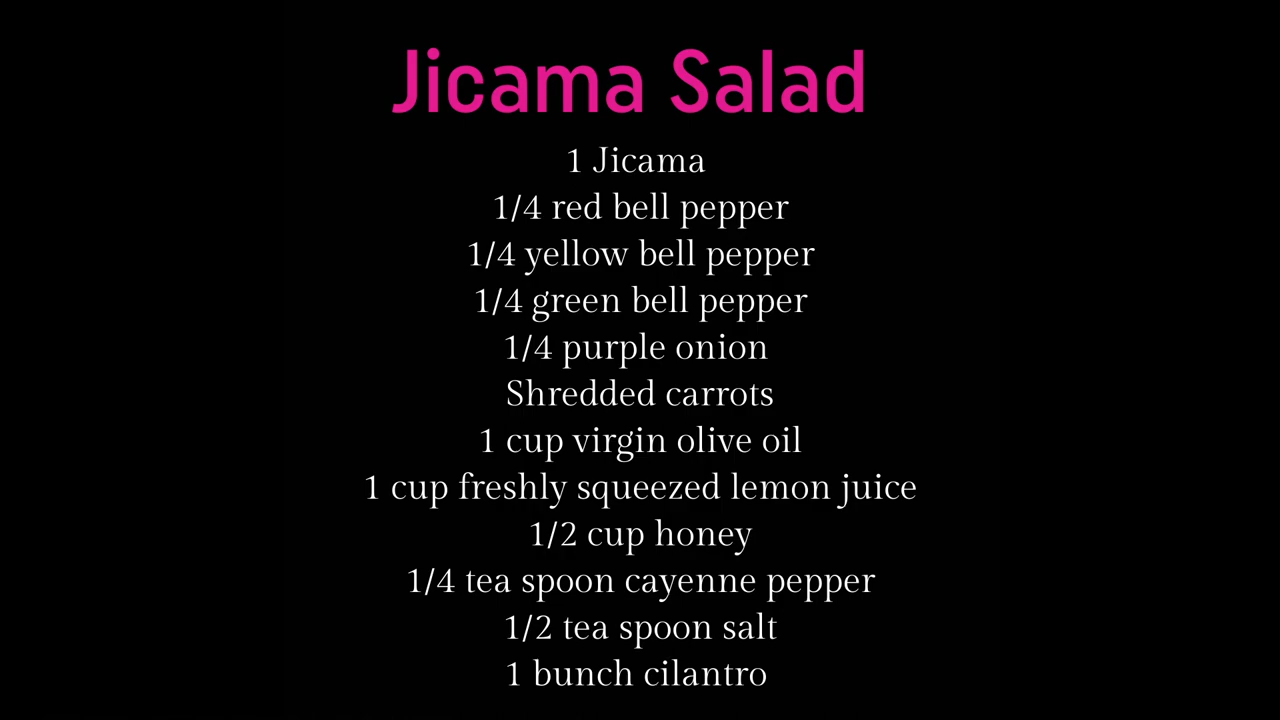 Jicama Salad
1 Jicama
1/4 red bell pepper
1/4 yellow bell pepper
1/4 green bell pepper
1/4 purple onion
Shredded carrots
1 cup virgin olive oil
1 cup freshly squeezed lemon juice
1/2 cup honey
1/4 tea spoon cayenne pepper
1/2 tea spoon salt
1 bunch cilantro